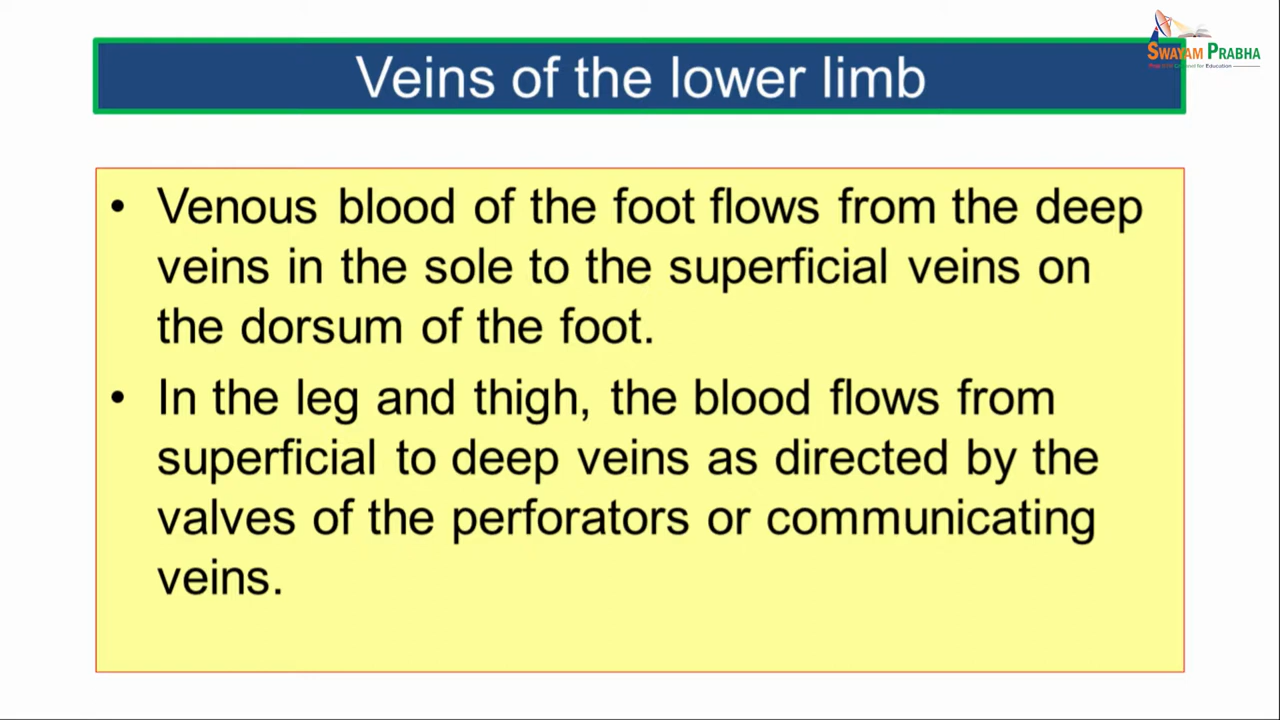 SWAYAM PRABHA
Veins of the lower limb
• Venous blood of the foot flows from the deep
veins in the sole to the superficial veins on
the dorsum of the foot.
• In the leg and thigh, the blood flows from
superficial to deep veins as directed by the
valves of the perforators or communicating
veins.